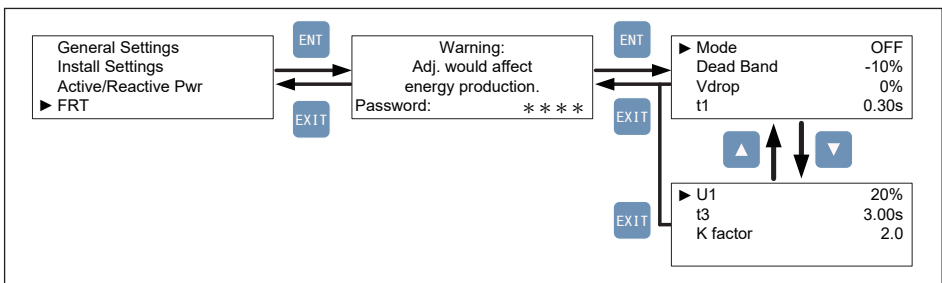 General Settings
Install Settings
Active/Reactive Pwr
▶ FRT
ENT
EXIT
Warning:
Adj. would affect
energy production.
Password: ****
ENT
EXIT
▶ Mode OFF
Dead Band -10%
Vdrop 0%
t1 0.30s
▲ ▼
EXIT
▶ U1 20%
t3 3.00s
K factor 2.0